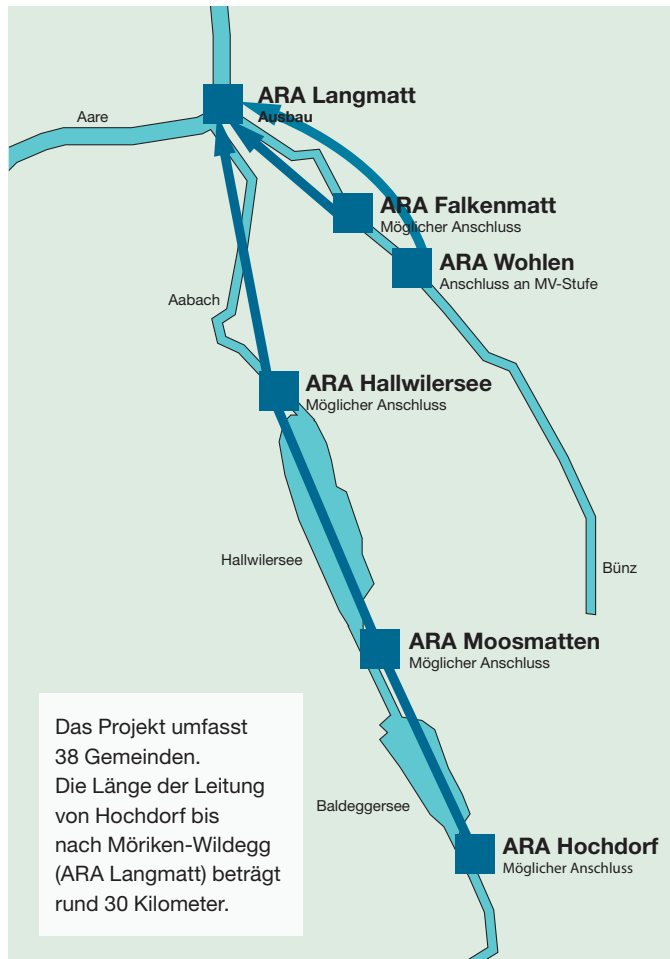 ARA Langmatt
Ausbau
Aare
ARA Falkenmatt
Möglicher Anschluss
ARA Wohlen
Anschluss an MV-Stufe
Aabach
ARA Hallwilersee
Möglicher Anschluss
Hallwilersee
Bünz
ARA Moosmatten
Möglicher Anschluss
Das Projekt umfasst
38 Gemeinden.
Die Länge der Leitung
von Hochdorf bis
nach Möriken-Wildegg
(ARA Langmatt) beträgt
rund 30 Kilometer.
Baldeggersee
ARA Hochdorf
Möglicher Anschluss